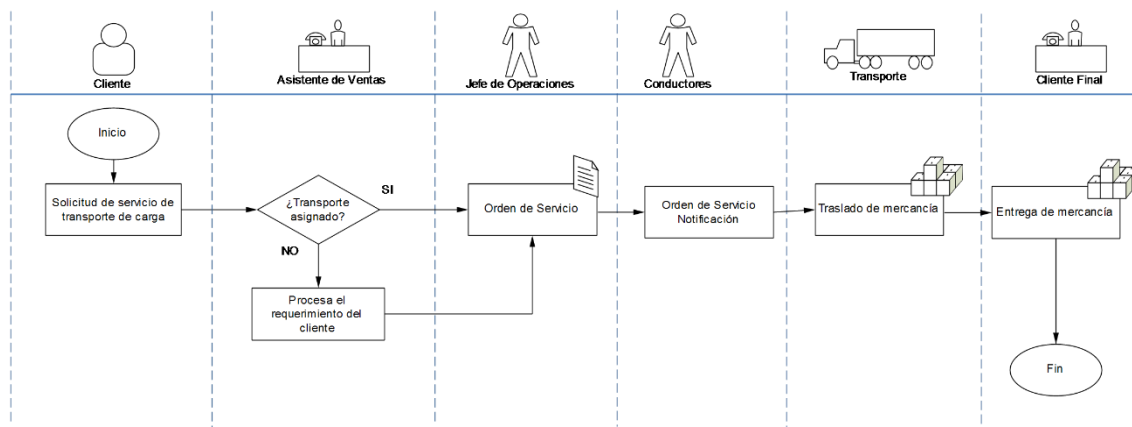 Cliente
Asistente de Ventas
Jefe de Operaciones
Conductores
Transporte
Cliente Final
Inicio
Solicitud de servicio de
transporte de carga
¿Transporte
asignado?
SI
NO
Procesa el
requerimiento del
cliente
Orden de Servicio
Orden de Servicio
Notificación
Traslado de mercancía
Entrega de mercancía
Fin